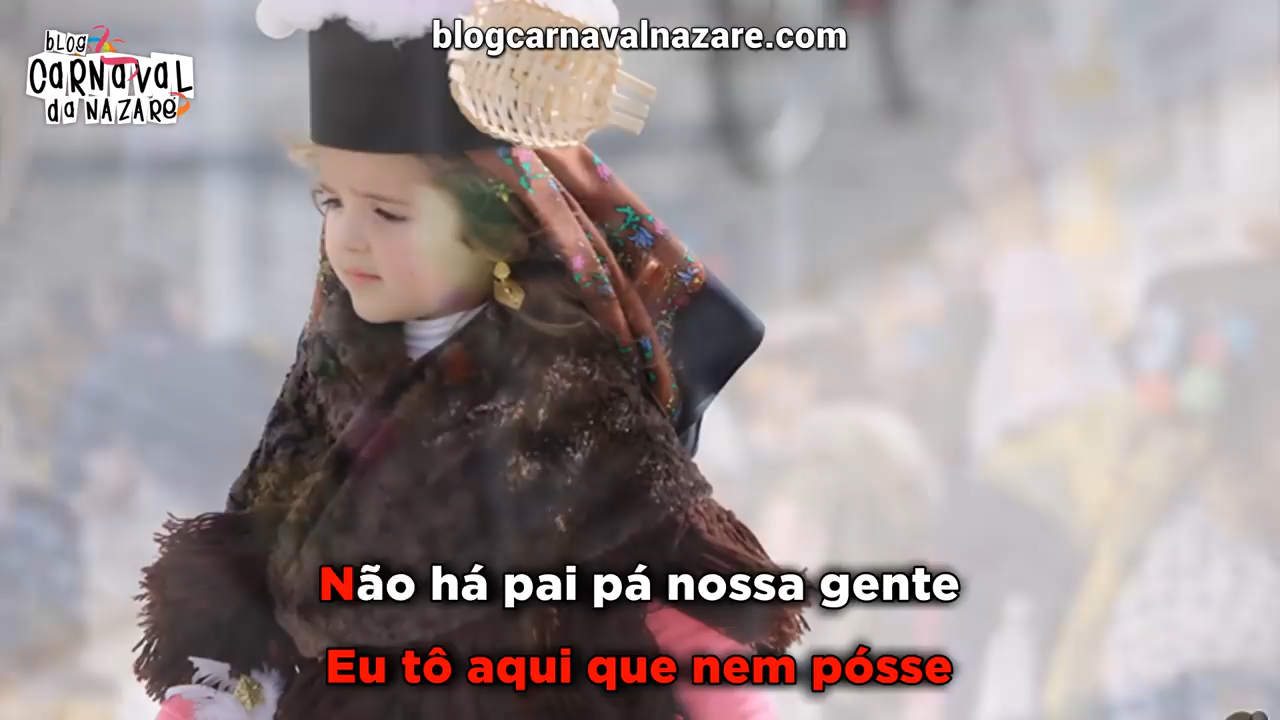 blogcarnavalnazare.com
BLOG
CARNAVAL
da NAZARÉ
Não há pai pá nossa gente
Eu tô aqui que nem pósse